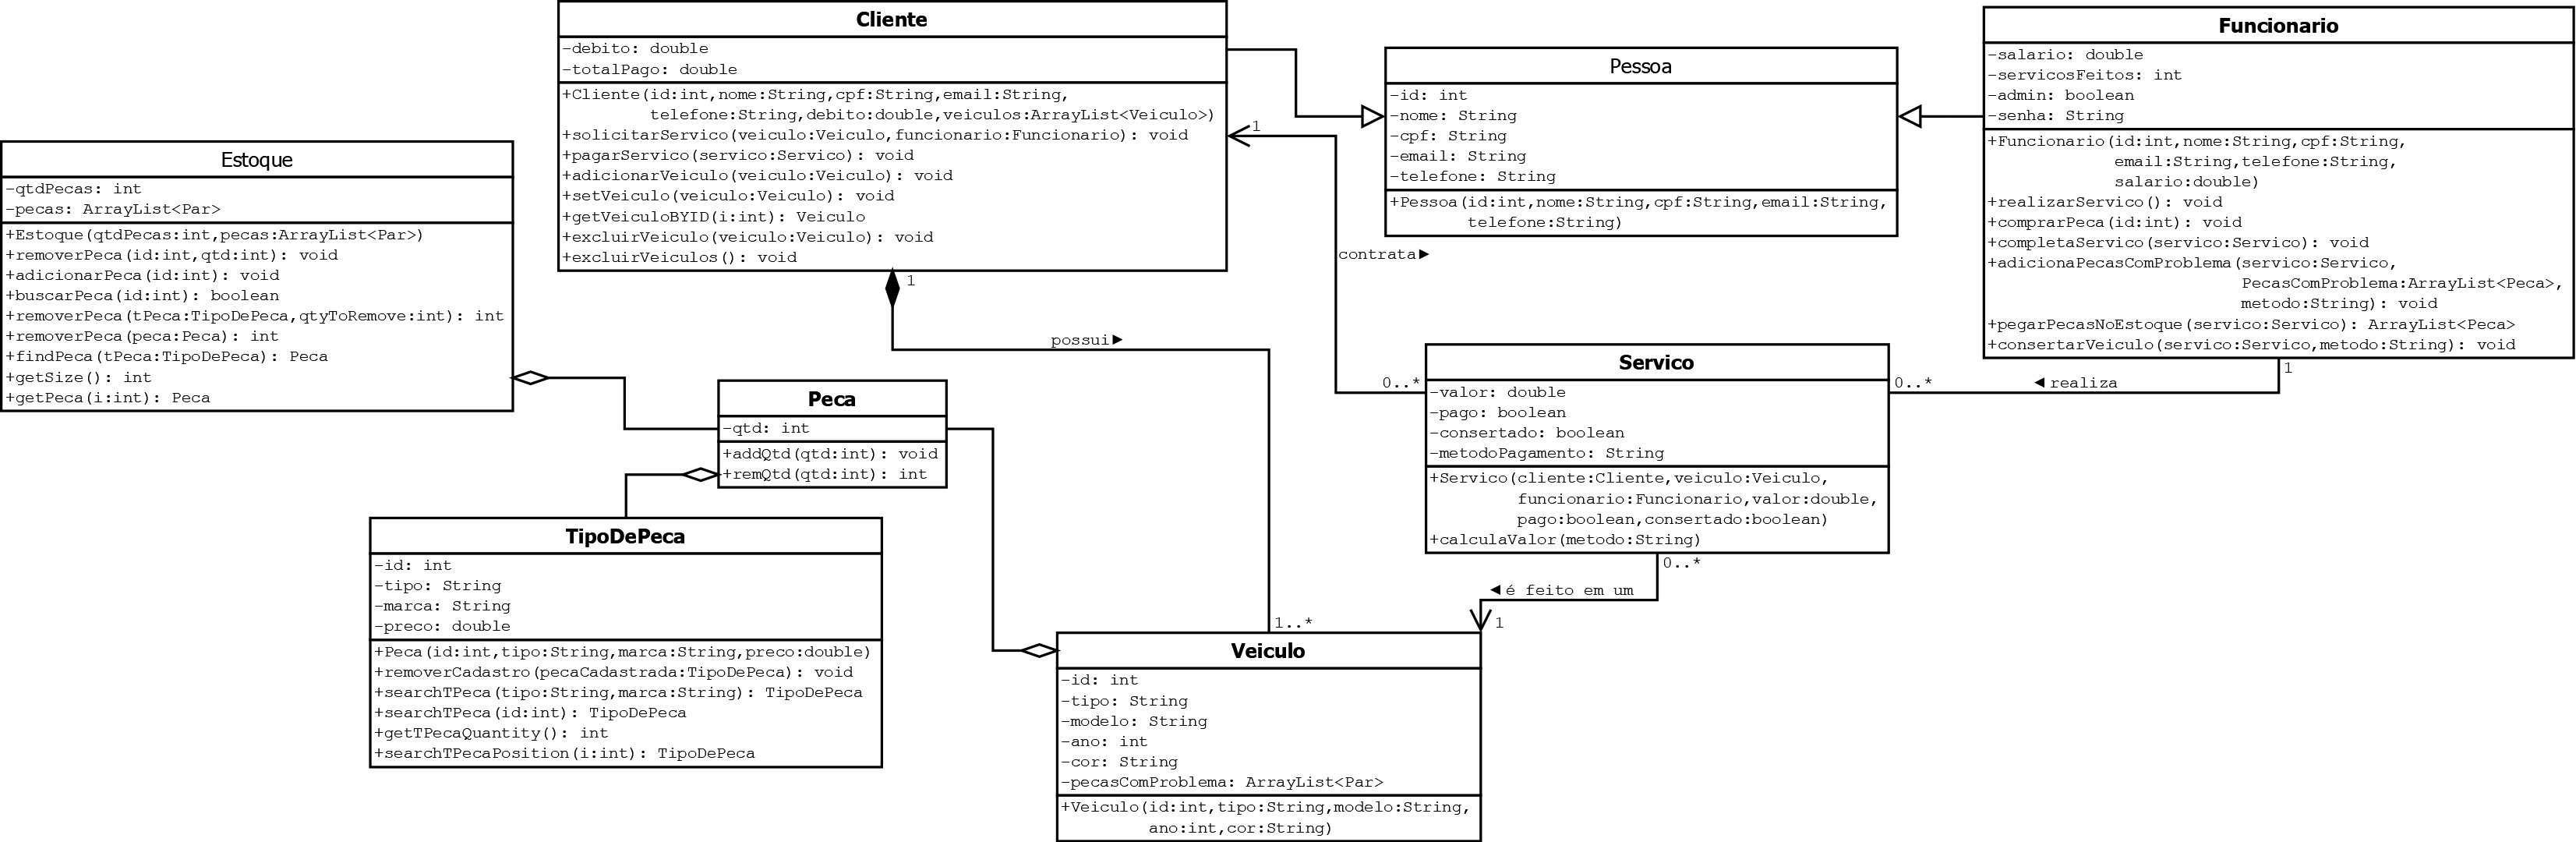 Cliente
-debito: double
-totalPago: double
+Cliente(id:int,nome:String,cpf:String,email:String,
telefone:String,debito:double,veiculos:ArrayList<Veiculo>)
+solicitarServico(veiculo:Veiculo,funcionario:Funcionario): void
+pagarServico(servico:Servico): void
+adicionarVeiculo(veiculo:Veiculo): void
+setVeiculo(veiculo:Veiculo): void
+getVeiculoBYID(i:int): Veiculo
+excluirVeiculo(veiculo:Veiculo): void
+excluirVeiculos(): void
Pessoa
-id: int
-nome: String
-cpf: String
-email: String
-telefone: String
+Pessoa(id:int,nome:String,cpf:String,email:String,
telefone:String)
Funcionario
-salario: double
-servicosFeitos: int
-admin: boolean
-senha: String
+Funcionario(id:int,nome:String,cpf:String,
email:String,telefone:String,
salario:double)
+realizarServico(): void
+comprarPeca(id:int): void
+completaServico(servico:Servico): void
+adicionaPecasComProblema(servico:Servico,
PecasComProblema:ArrayList<Peca>,
metodo:String): void
+pegarPecasNoEstoque(servico:Servico): ArrayList<Peca>
+consertarVeiculo(servico:Servico,metodo:String): void
Estoque
-qtdPecas: int
-pecas: ArrayList<Par>
+Estoque(qtdPecas:int,pecas:ArrayList<Par>)
+removerPeca(id:int,qtd:int): void
+adicionarPeca(id:int): void
+buscarPeca(id:int): boolean
+removerPeca(tPeca:TipoDePeca,qtyToRemove:int): int
+removerPeca(peca:Peca): int
+findPeca(tPeca:TipoDePeca): Peca
+getSize(): int
+getPeca(i:int): Peca
1
contrata►
0..*
1
possui►
1..*
0..*
◄realiza
1
Peca
-qtd: int
+addQtd(qtd:int): void
+remQtd(qtd:int): int
Servico
-valor: double
-pago: boolean
-consertado: boolean
-metodoPagamento: String
+Servico(cliente:Cliente,veiculo:Veiculo,
funcionario:Funcionario,valor:double,
pago:boolean,consertado:boolean)
+calculaValor(metodo:String)
0..*
◄é feito em um
1
TipoDePeca
-id: int
-tipo: String
-marca: String
-preco: double
+Peca(id:int,tipo:String,marca:String,preco:double)
+removerCadastro(pecaCadastrada:TipoDePeca): void
+searchTPeca(tipo:String,marca:String): TipoDePeca
+searchTPeca(id:int): TipoDePeca
+getTPecaQuantity(): int
+searchTPecaPosition(i:int): TipoDePeca
Veiculo
-id: int
-tipo: String
-modelo: String
-ano: int
-cor: String
-pecasComProblema: ArrayList<Par>
+Veiculo(id:int,tipo:String,modelo:String,
ano:int,cor:String)